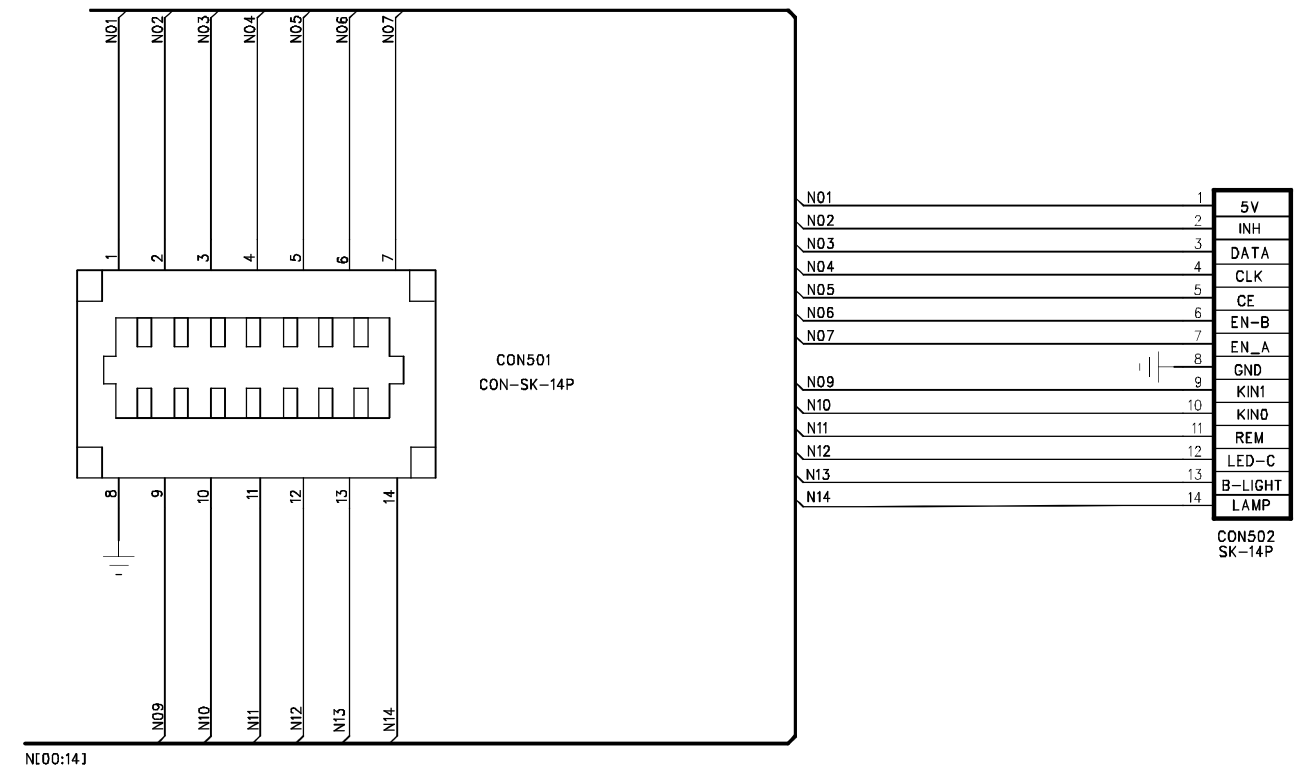 N01 N02 N03 N04 N05 N06 N07
1 2 3 4 5 6 7
CON501
CON-SK-14P
8 9 10 11 12 13 14
N09 N10 N11 N12 N13 N14
N[00:14]
N01 1 5V
N02 2 INH
N03 3 DATA
N04 4 CLK
N05 5 CE
N06 6 EN-B
N07 7 EN_A
8 GND
N09 9 KIN1
N10 10 KIN0
N11 11 REM
N12 12 LED-C
N13 13 B-LIGHT
N14 14 LAMP
CON502
SK-14P